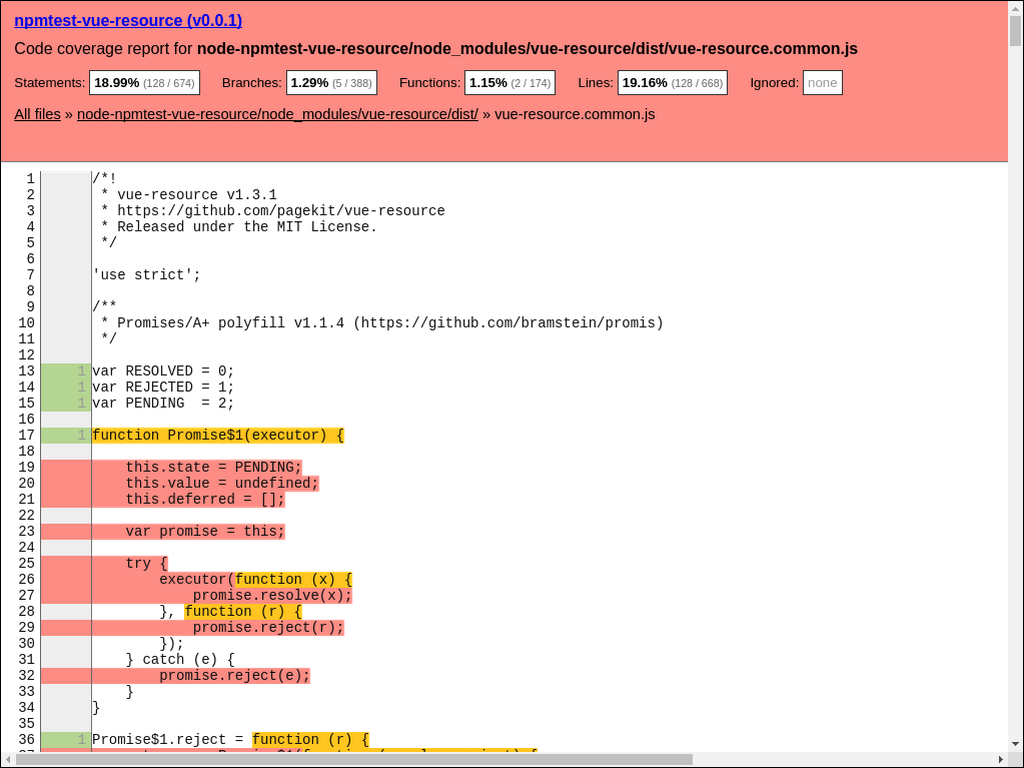 npmtest-vue-resource (v0.0.1)
Code coverage report for node-npmtest-vue-resource/node_modules/vue-resource/dist/vue-resource.common.js
Statements: 18.99% (128 / 674) Branches: 1.29% (5 / 388) Functions: 1.15% (2 / 174) Lines: 19.16% (128 / 668) Ignored: none
All files » node-npmtest-vue-resource/node_modules/vue-resource/dist/ » vue-resource.common.js
1 /*!
2  * vue-resource v1.3.1
3  * https://github.com/pagekit/vue-resource
4  * Released under the MIT License.
5  */
6
7 'use strict';
8
9 /**
10  * Promises/A+ polyfill v1.1.4 (https://github.com/bramstein/promis)
11  */
12
13 1 var RESOLVED = 0;
14 1 var REJECTED = 1;
15 1 var PENDING  = 2;
16
17 1 function Promise$1(executor) {
18
19     this.state = PENDING;
20     this.value = undefined;
21     this.deferred = [];
22
23     var promise = this;
24
25     try {
26         executor(function (x) {
27             promise.resolve(x);
28         }, function (r) {
29             promise.reject(r);
30         });
31     } catch (e) {
32         promise.reject(e);
33     }
34 }
35
36 1 Promise$1.reject = function (r) {